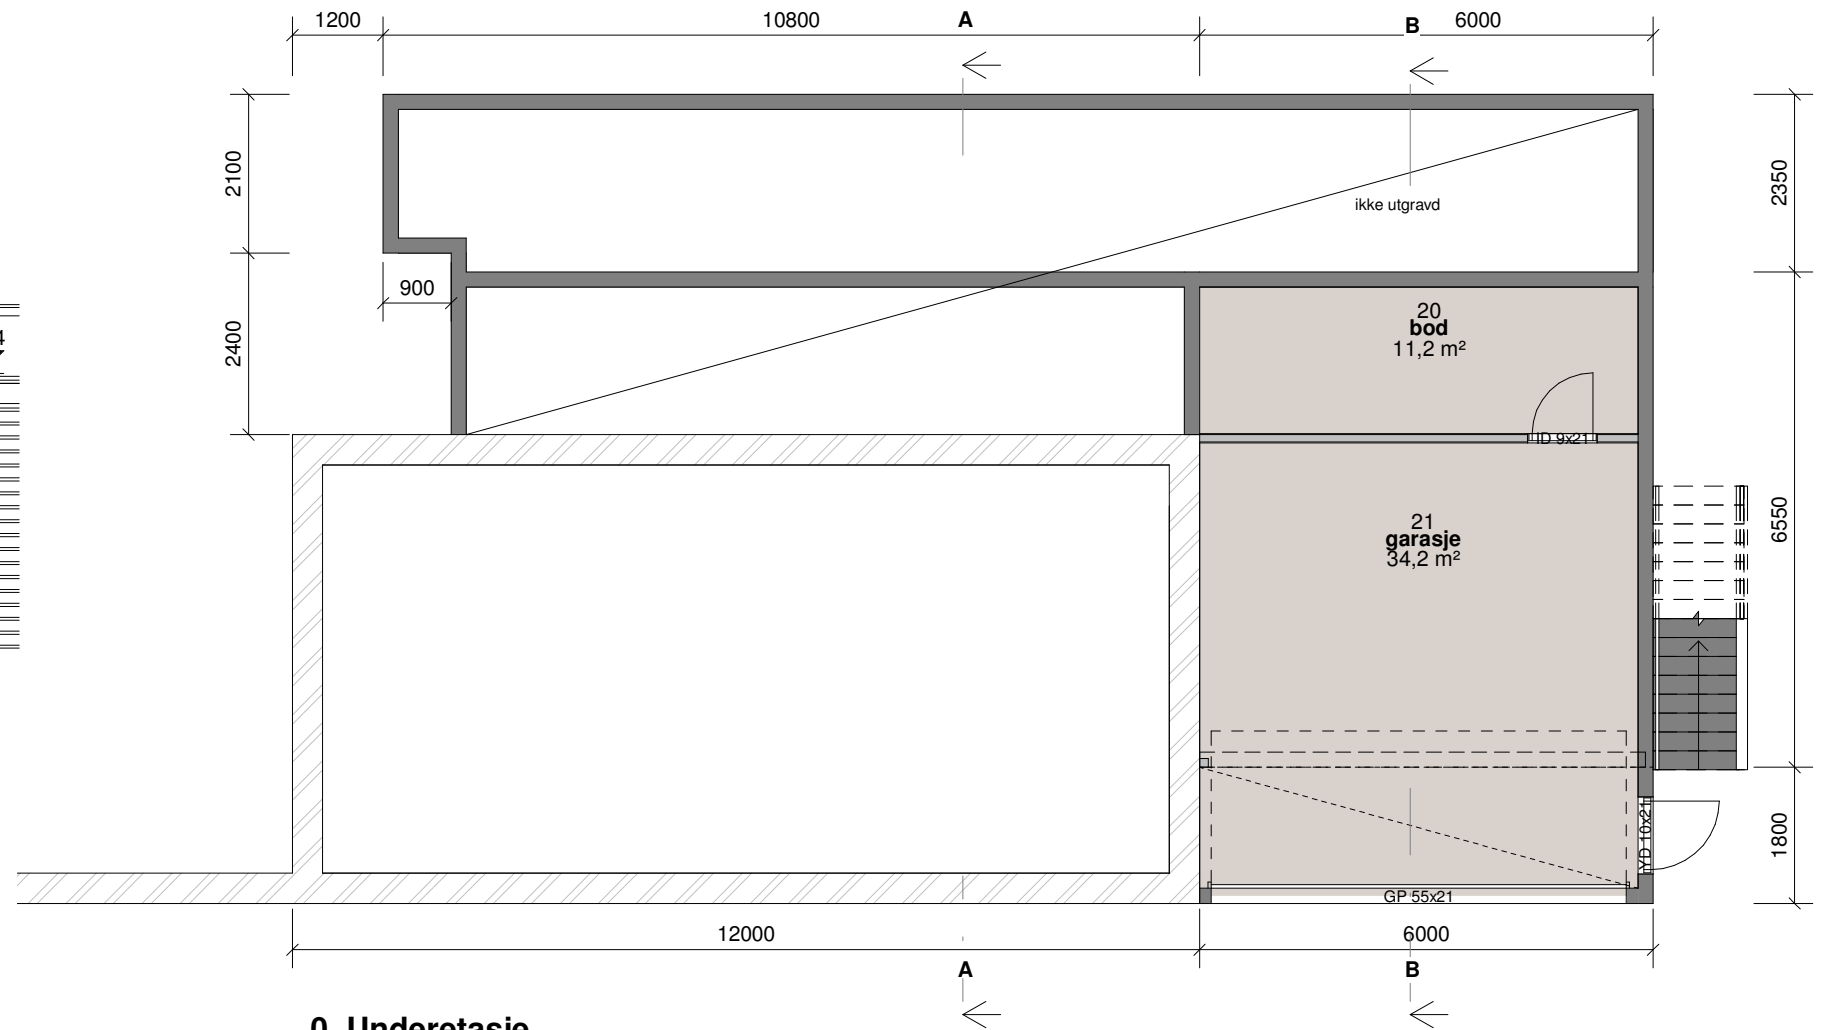 1200
10800
A
B
6000
2100
2350
ikke utgravd
900
20
bod
11,2 m²
2400
4
ID 9x21
21
garasje
34,2 m²
6550
YD 10x21
1800
GP 55x21
12000
6000
A
B
0. Underetasje